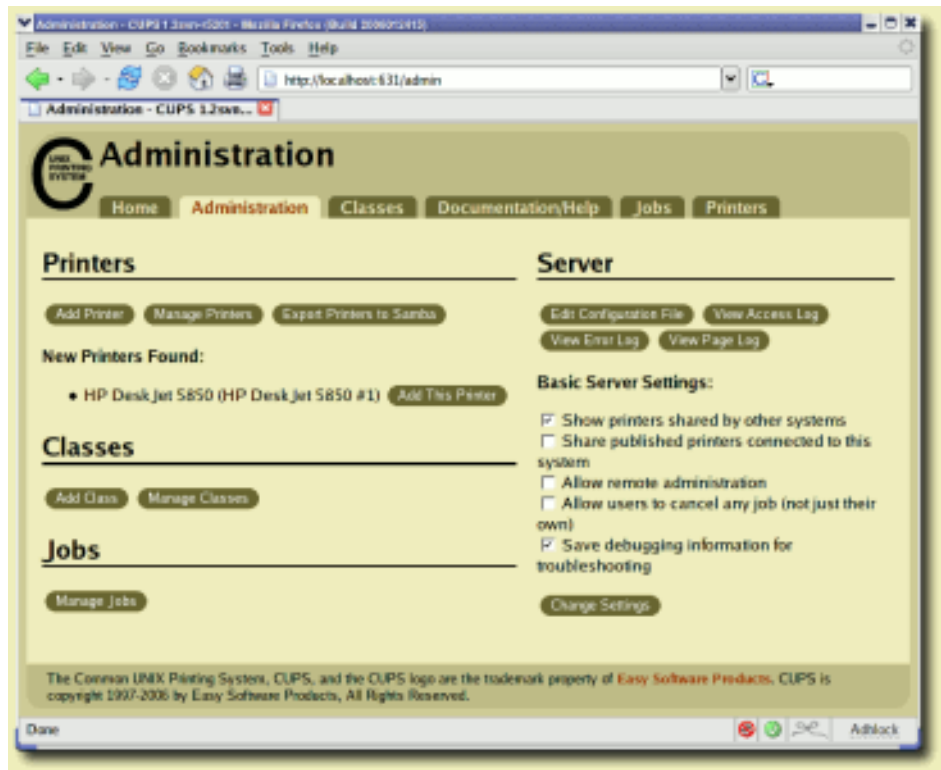 Administration - CUPS 1.2svn-r5201 - Mozilla Firefox (Build 2006012415)
File Edit View Go Bookmarks Tools Help
http://localhost:631/admin
Administration - CUPS 1.2svn...
UNIX
PRINTING
SYSTEM
Administration
Home Administration Classes Documentation/Help Jobs Printers
Printers
Add Printer Manage Printers Export Printers to Samba
New Printers Found:
• HP DeskJet 5850 (HP DeskJet 5850 #1) Add This Printer
Classes
Add Class Manage Classes
Jobs
Manage Jobs
Server
Edit Configuration File View Access Log
View Error Log View Page Log
Basic Server Settings:
Show printers shared by other systems
Share published printers connected to this
system
Allow remote administration
Allow users to cancel any job (not just their
own)
Save debugging information for
troubleshooting
Change Settings
The Common UNIX Printing System, CUPS, and the CUPS logo are the trademark property of Easy Software Products. CUPS is
copyright 1997-2006 by Easy Software Products, All Rights Reserved.
Done
Adblock